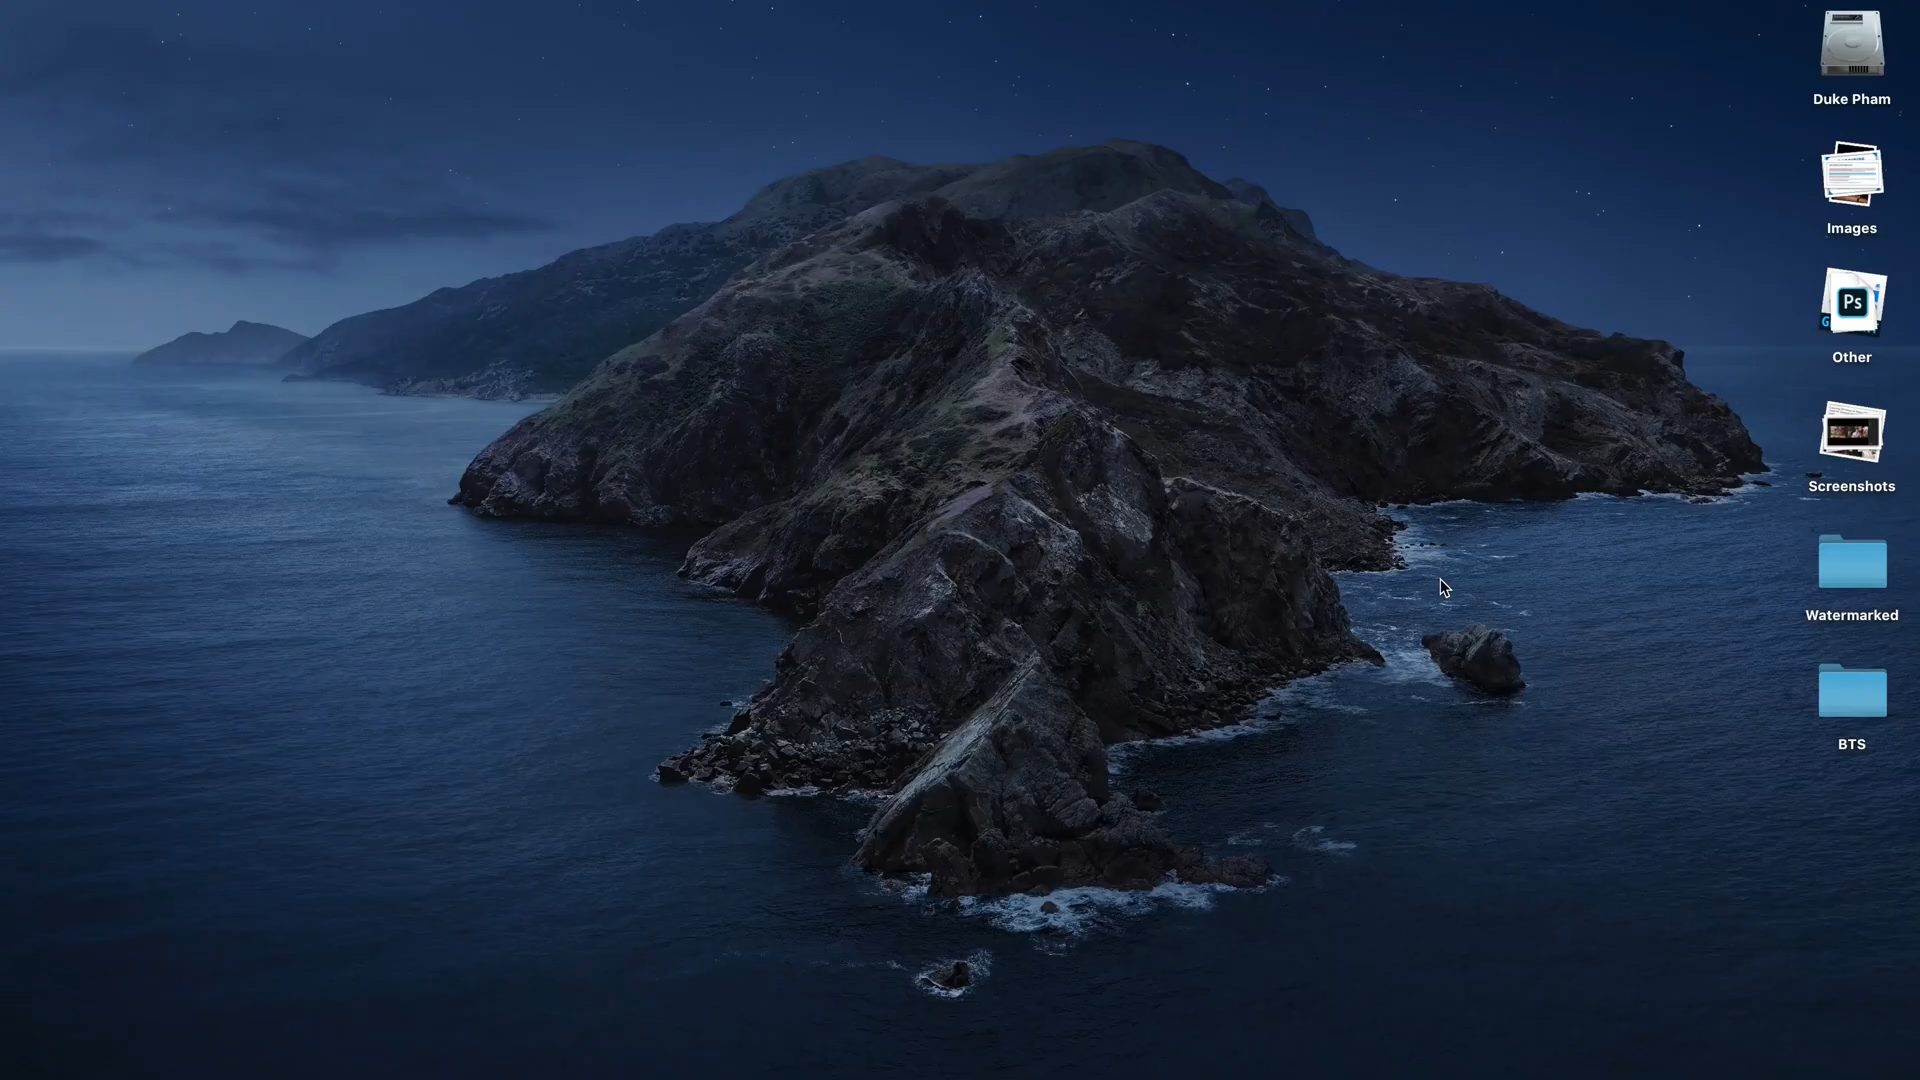 Duke Pham
Images
Ps
G
Other
Screenshots
Watermarked
BTS